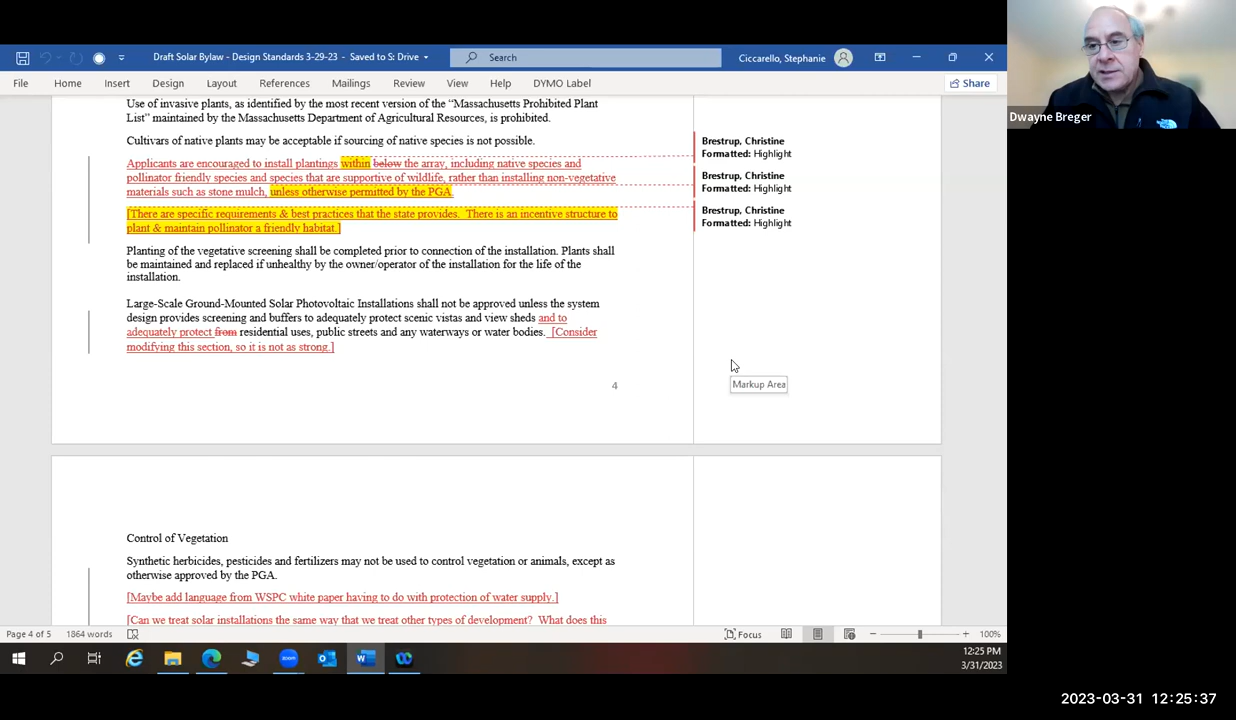 Draft Solar Bylaw - Design Standards 3-29-23 - Saved to S: Drive
Search
Ciccarello, Stephanie
File Home Insert Design Layout References Mailings Review View Help DYMO Label
Share
Dwayne Breger
Use of invasive plants, as identified by the most recent version of the “Massachusetts Prohibited Plant
List” maintained by the Massachusetts Department of Agricultural Resources, is prohibited.
Cultivars of native plants may be acceptable if sourcing of native species is not possible.
Applicants are encouraged to install plantings within below the array, including native species and
pollinator friendly species and species that are supportive of wildlife, rather than installing non-vegetative
materials such as stone mulch, unless otherwise permitted by the PGA.
[There are specific requirements & best practices that the state provides. There is an incentive structure to
plant & maintain pollinator a friendly habitat.]
Planting of the vegetative screening shall be completed prior to connection of the installation. Plants shall
be maintained and replaced if unhealthy by the owner/operator of the installation for the life of the
installation.
Large-Scale Ground-Mounted Solar Photovoltaic Installations shall not be approved unless the system
design provides screening and buffers to adequately protect scenic vistas and view sheds and to
adequately protect from residential uses, public streets and any waterways or water bodies. [Consider
modifying this section, so it is not as strong.]
4
Brestrup, Christine
Formatted: Highlight
Brestrup, Christine
Formatted: Highlight
Brestrup, Christine
Formatted: Highlight
Markup Area
Control of Vegetation
Synthetic herbicides, pesticides and fertilizers may not be used to control vegetation or animals, except as
otherwise approved by the PGA.
[Maybe add language from WSPC white paper having to do with protection of water supply.]
[Can we treat solar installations the same way that we treat other types of development? What does this
Page 4 of 5 1864 words
Focus
100%
12:25 PM
3/31/2023
2023-03-31 12:25:37